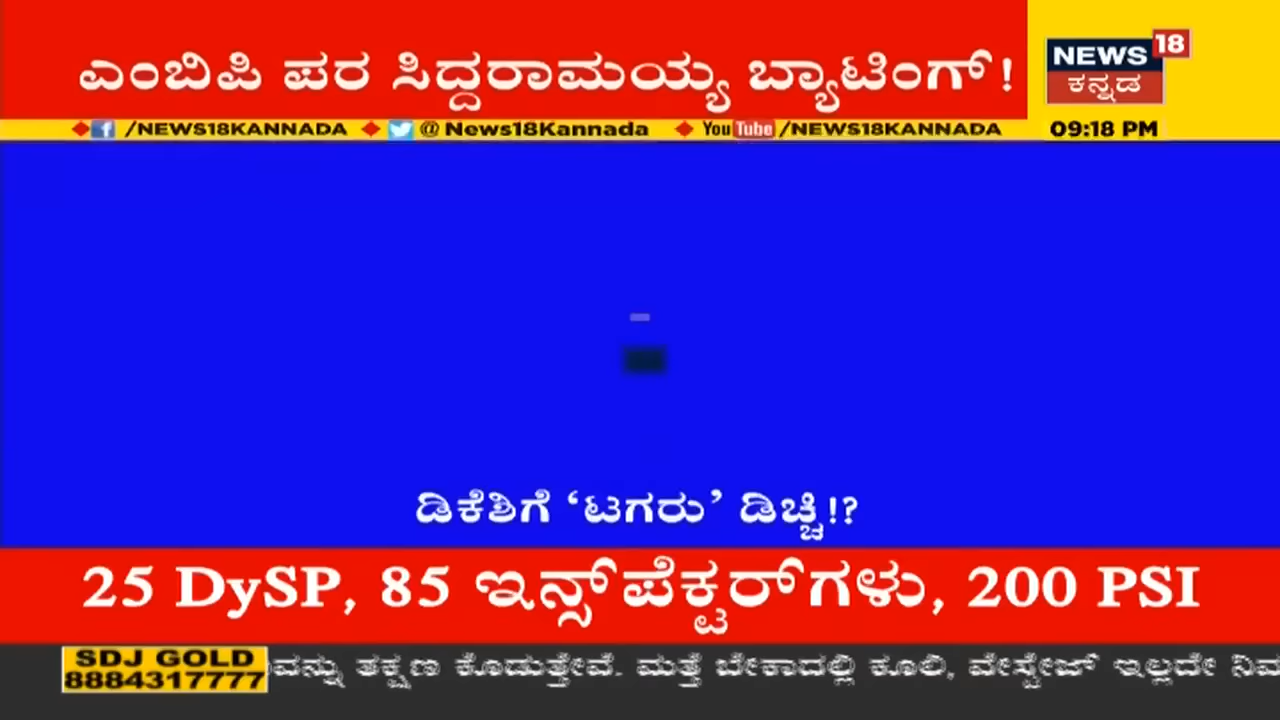 ಎಂಬಿಪಿ ಪರ ಸಿದ್ದರಾಮಯ್ಯ ಬ್ಯಾಟಿಂಗ್!
NEWS 18
ಕನ್ನಡ
/NEWS18KANNADA @News18Kannada YouTube /NEWS18KANNADA 09:18 PM
ಡಿಕೆಶಿಗೆ ‘ಟಗರು’ ಡಿಚ್ಚಿ!?
25 DySP, 85 ಇನ್ಸ್‌ಪೆಕ್ಟರ್‌ಗಳು, 200 PSI
SDJ GOLD
8884317777
ತಕ್ಷಣ ಕೊಡುತ್ತೇವೆ. ಮತ್ತೆ ಬೇಕಾದಲ್ಲಿ ಕೂಲಿ, ವೇಸ್ಟೇಜ್ ಇಲ್ಲದೇ